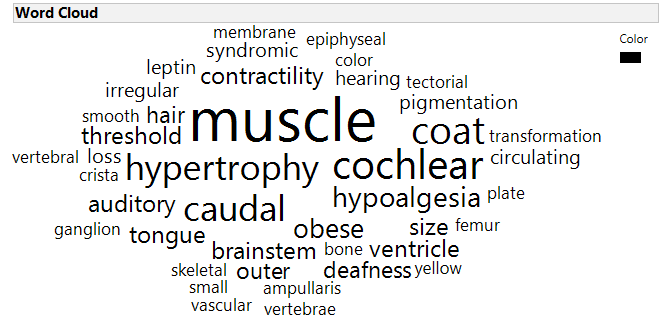 Word Cloud
membrane
epiphyseal
Color
syndromic
color
leptin
contractility
hearing
tectorial
irregular
pigmentation
muscle
smooth
hair
coat
threshold
transformation
vertebral
loss
hypertrophy
cochlear
circulating
crista
hypoalgesia
plate
auditory
caudal
ganglion
tongue
obese
size
femur
brainstem
bone
ventricle
skeletal
outer
deafness
yellow
small
ampullaris
vascular
vertebrae